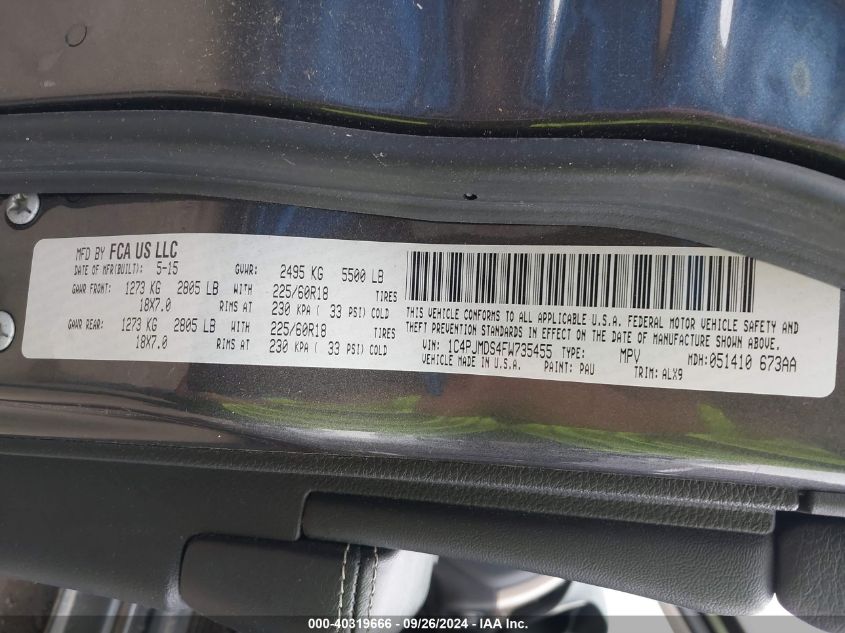 MFD BY FCA US LLC
DATE OF MFR(BUILT): 5-15 GVWR: 2495 KG 5500 LB
GAWR FRONT: 1273 KG 2805 LB WITH 225/60R18 TIRES
18X7.0 RIMS AT 230 KPA ( 33 PSI) COLD
GAWR REAR: 1273 KG 2805 LB WITH 225/60R18 TIRES
18X7.0 RIMS AT 230 KPA ( 33 PSI) COLD
THIS VEHICLE CONFORMS TO ALL APPLICABLE U.S.A. FEDERAL MOTOR VEHICLE SAFETY AND
THEFT PREVENTION STANDARDS IN EFFECT ON THE DATE OF MANUFACTURE SHOWN ABOVE.
VIN: 1C4PJMDS4FW735455 TYPE: MPV MDH: 051410 673AA
VEHICLE MADE IN U.S.A. PAINT: PAU TRIM: ALX9
000-40319666 - 09/26/2024 - IAA Inc.